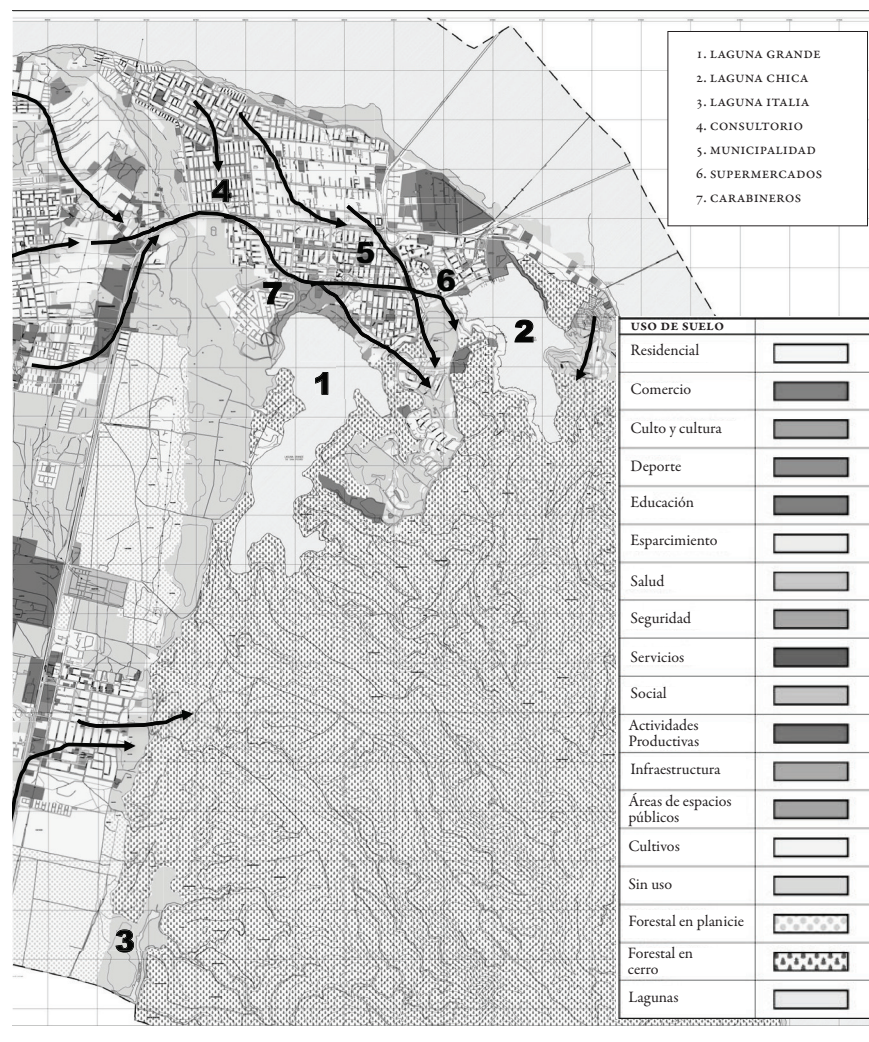 1. LAGUNA GRANDE
2. LAGUNA CHICA
3. LAGUNA ITALIA
4. CONSULTORIO
5. MUNICIPALIDAD
6. SUPERMERCADOS
7. CARABINEROS
4
5
6
7
2
1
3
USO DE SUELO
Residencial
Comercio
Culto y cultura
Deporte
Educación
Esparcimiento
Salud
Seguridad
Servicios
Social
Actividades
Productivas
Infraestructura
Áreas de espacios
públicos
Cultivos
Sin uso
Forestal en planicie
Forestal en
cerro
Lagunas